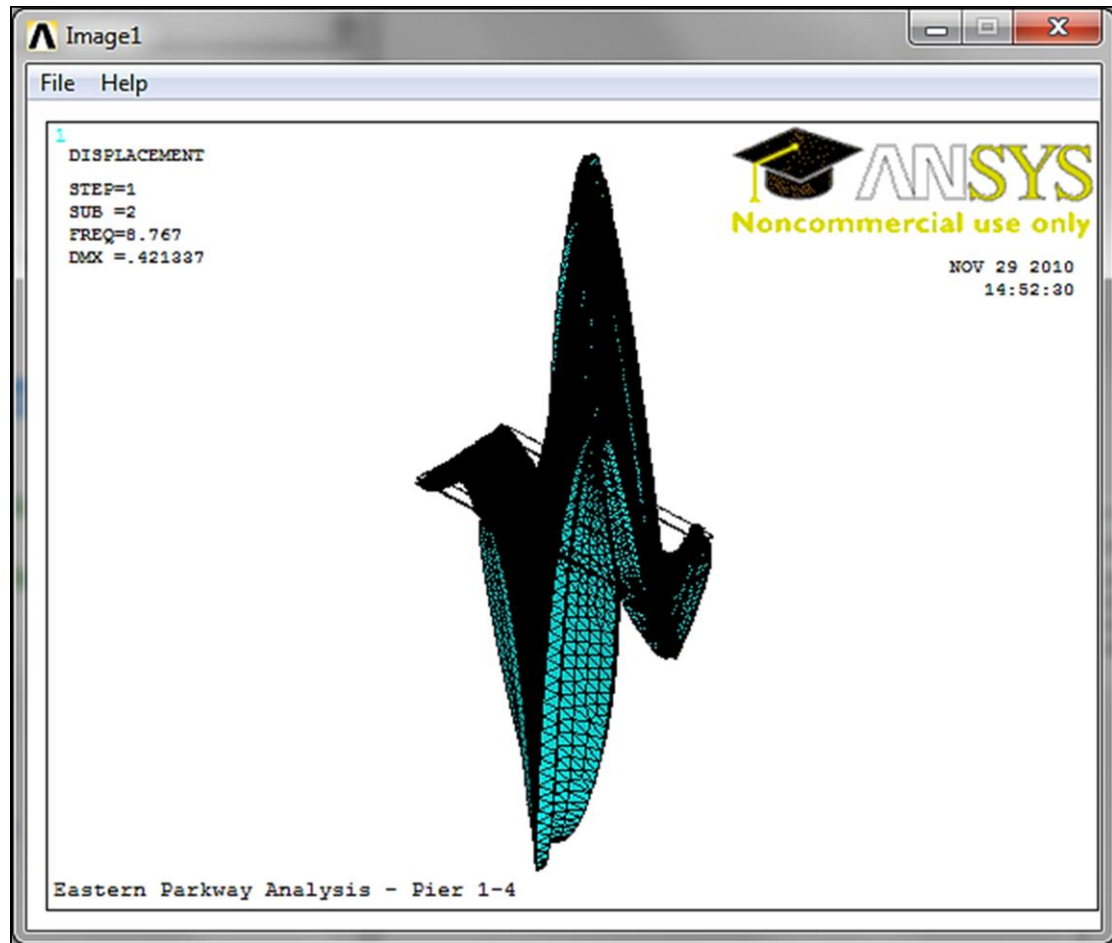 Image1
File Help
1
DISPLACEMENT
STEP=1
SUB =2
FREQ=8.767
DMX =.421337
ANSYS
Noncommercial use only
NOV 29 2010
14:52:30
Eastern Parkway Analysis - Pier 1-4